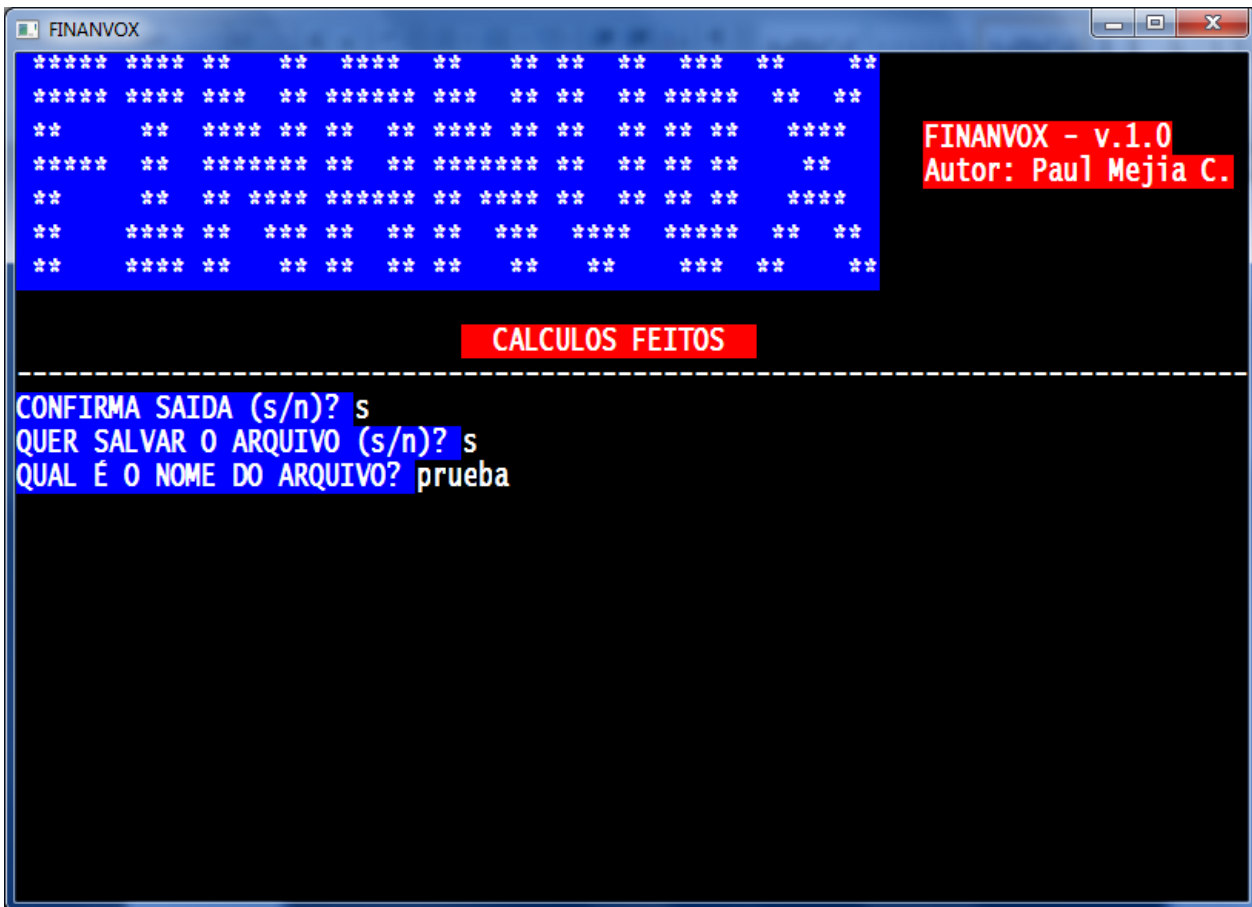 FINANVOX
FINANVOX
FINANVOX - v.1.0
Autor: Paul Mejia C.
CALCULOS FEITOS
CONFIRMA SAIDA (s/n)? s
QUER SALVAR O ARQUIVO (s/n)? s
QUAL É O NOME DO ARQUIVO? prueba